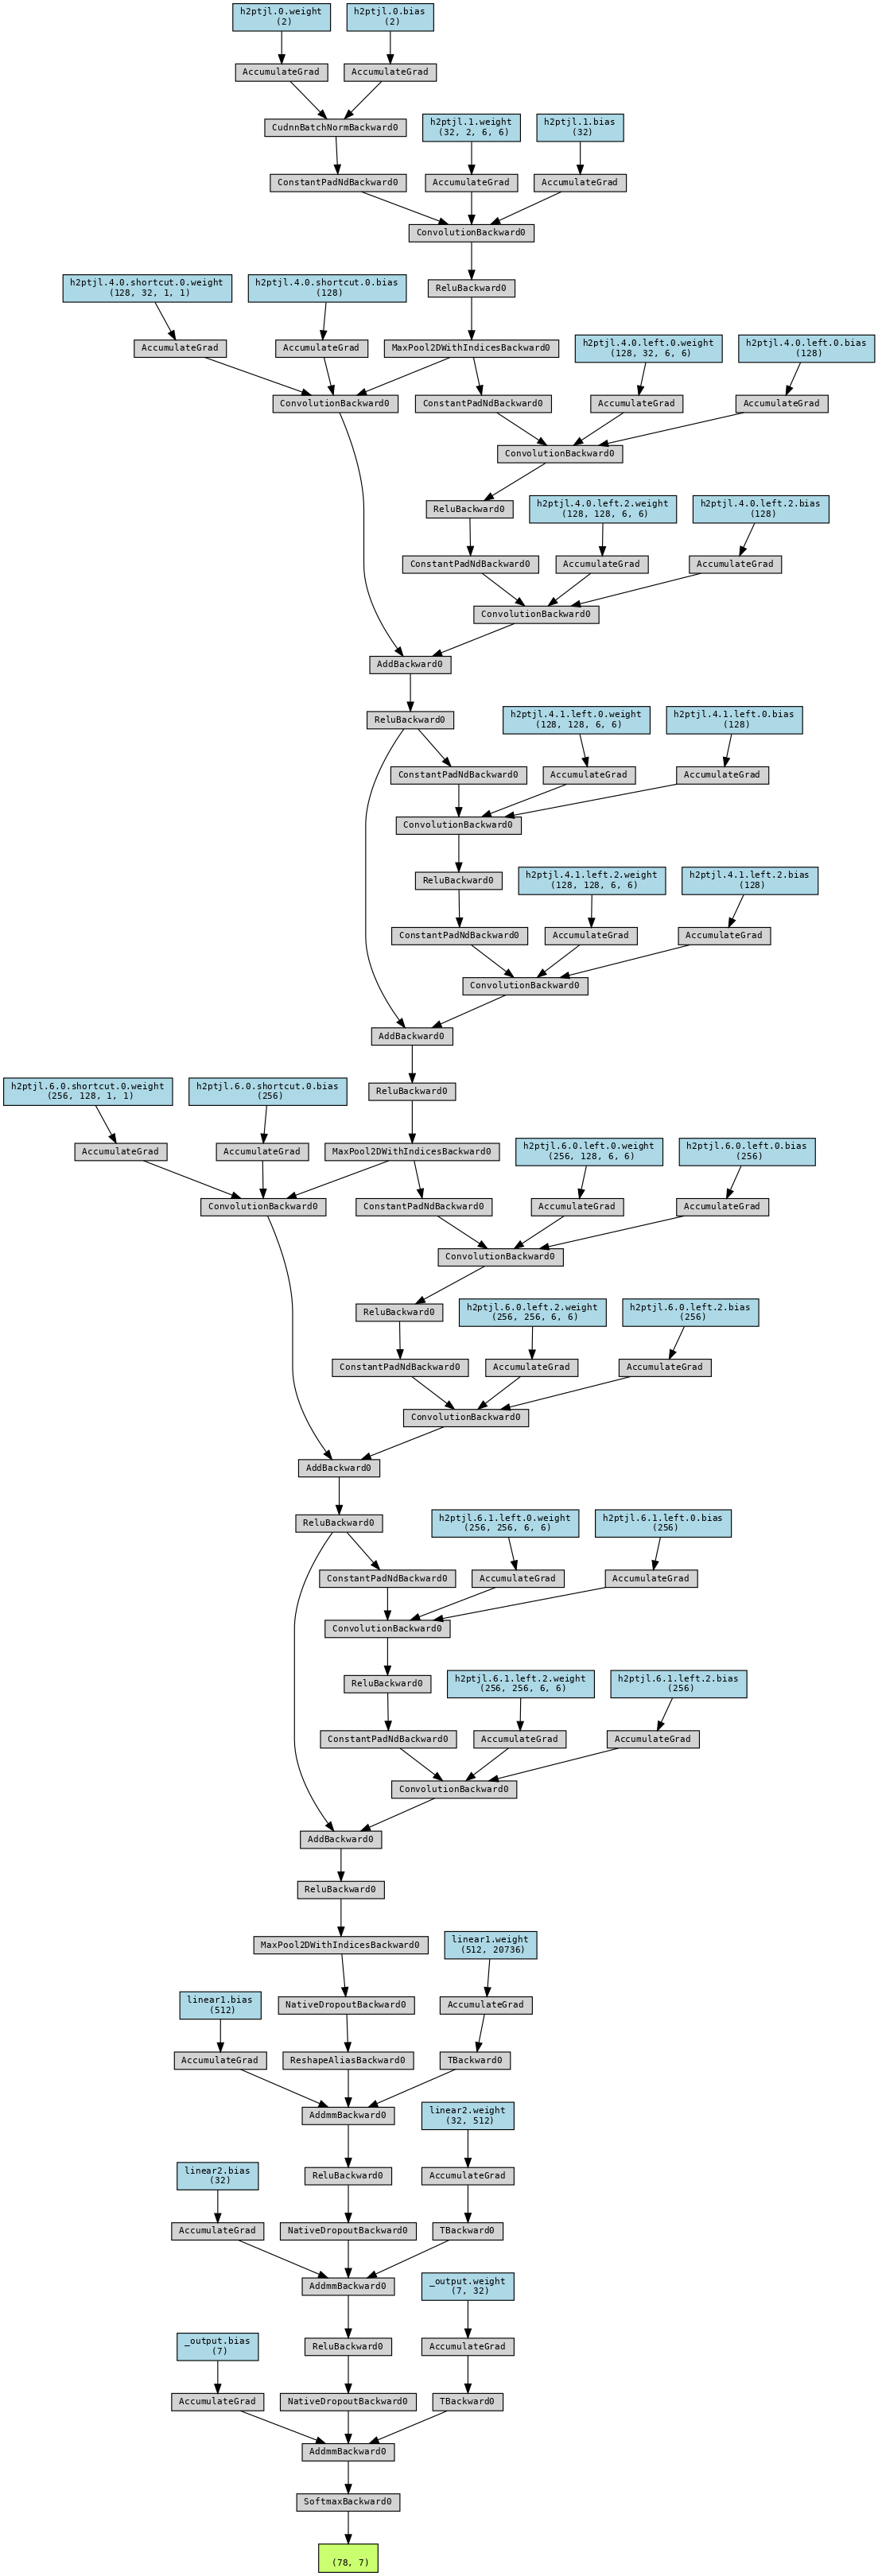 h2ptjl.0.weight
(2)
h2ptjl.0.bias
(2)
AccumulateGrad
AccumulateGrad
CudnnBatchNormBackward0
h2ptjl.1.weight
(32, 2, 6, 6)
h2ptjl.1.bias
(32)
ConstantPadNdBackward0
AccumulateGrad
AccumulateGrad
ConvolutionBackward0
h2ptjl.4.0.shortcut.0.weight
(128, 32, 1, 1)
h2ptjl.4.0.shortcut.0.bias
(128)
ReluBackward0
AccumulateGrad
AccumulateGrad
MaxPool2DWithIndicesBackward0
h2ptjl.4.0.left.0.weight
(128, 32, 6, 6)
h2ptjl.4.0.left.0.bias
(128)
ConvolutionBackward0
ConstantPadNdBackward0
AccumulateGrad
AccumulateGrad
ConvolutionBackward0
ReluBackward0
h2ptjl.4.0.left.2.weight
(128, 128, 6, 6)
h2ptjl.4.0.left.2.bias
(128)
ConstantPadNdBackward0
AccumulateGrad
AccumulateGrad
ConvolutionBackward0
AddBackward0
ReluBackward0
h2ptjl.4.1.left.0.weight
(128, 128, 6, 6)
h2ptjl.4.1.left.0.bias
(128)
ConstantPadNdBackward0
AccumulateGrad
AccumulateGrad
ConvolutionBackward0
ReluBackward0
h2ptjl.4.1.left.2.weight
(128, 128, 6, 6)
h2ptjl.4.1.left.2.bias
(128)
ConstantPadNdBackward0
AccumulateGrad
AccumulateGrad
ConvolutionBackward0
AddBackward0
h2ptjl.6.0.shortcut.0.weight
(256, 128, 1, 1)
h2ptjl.6.0.shortcut.0.bias
(256)
ReluBackward0
AccumulateGrad
AccumulateGrad
MaxPool2DWithIndicesBackward0
h2ptjl.6.0.left.0.weight
(256, 128, 6, 6)
h2ptjl.6.0.left.0.bias
(256)
ConvolutionBackward0
ConstantPadNdBackward0
AccumulateGrad
AccumulateGrad
ConvolutionBackward0
ReluBackward0
h2ptjl.6.0.left.2.weight
(256, 256, 6, 6)
h2ptjl.6.0.left.2.bias
(256)
ConstantPadNdBackward0
AccumulateGrad
AccumulateGrad
ConvolutionBackward0
AddBackward0
ReluBackward0
h2ptjl.6.1.left.0.weight
(256, 256, 6, 6)
h2ptjl.6.1.left.0.bias
(256)
ConstantPadNdBackward0
AccumulateGrad
AccumulateGrad
ConvolutionBackward0
ReluBackward0
h2ptjl.6.1.left.2.weight
(256, 256, 6, 6)
h2ptjl.6.1.left.2.bias
(256)
ConstantPadNdBackward0
AccumulateGrad
AccumulateGrad
ConvolutionBackward0
AddBackward0
ReluBackward0
MaxPool2DWithIndicesBackward0
linear1.weight
(512, 20736)
linear1.bias
(512)
NativeDropoutBackward0
AccumulateGrad
AccumulateGrad
ReshapeAliasBackward0
TBackward0
AddmmBackward0
linear2.weight
(32, 512)
linear2.bias
(32)
ReluBackward0
AccumulateGrad
AccumulateGrad
NativeDropoutBackward0
TBackward0
AddmmBackward0
_output.weight
(7, 32)
_output.bias
(7)
ReluBackward0
AccumulateGrad
AccumulateGrad
NativeDropoutBackward0
TBackward0
AddmmBackward0
SoftmaxBackward0
(78, 7)